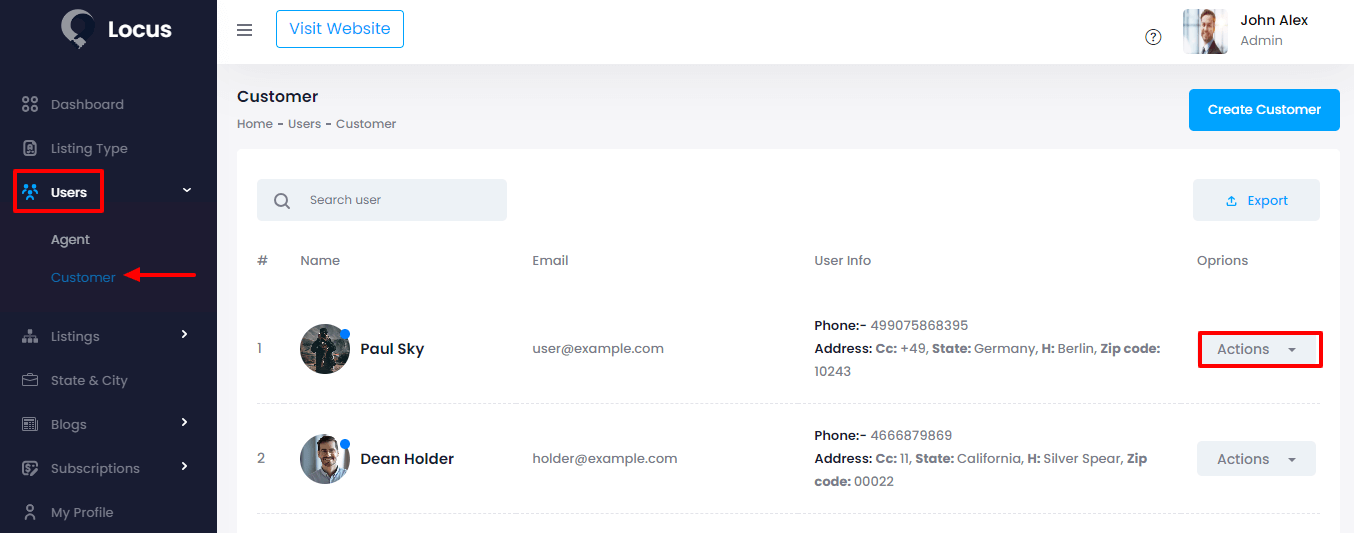 Locus
Visit Website
John Alex
Admin
Dashboard
Listing Type
Users
Agent
Customer
Listings
State & City
Blogs
Subscriptions
My Profile
Customer
Home - Users - Customer
Create Customer
Search user
Export
# Name Email User Info Oprions
1 Paul Sky user@example.com
Phone:- 499075868395
Address: Cc: +49, State: Germany, H: Berlin, Zip code:
10243
Actions
2 Dean Holder holder@example.com
Phone:- 4666879869
Address: Cc: 11, State: California, H: Silver Spear, Zip
code: 00022
Actions